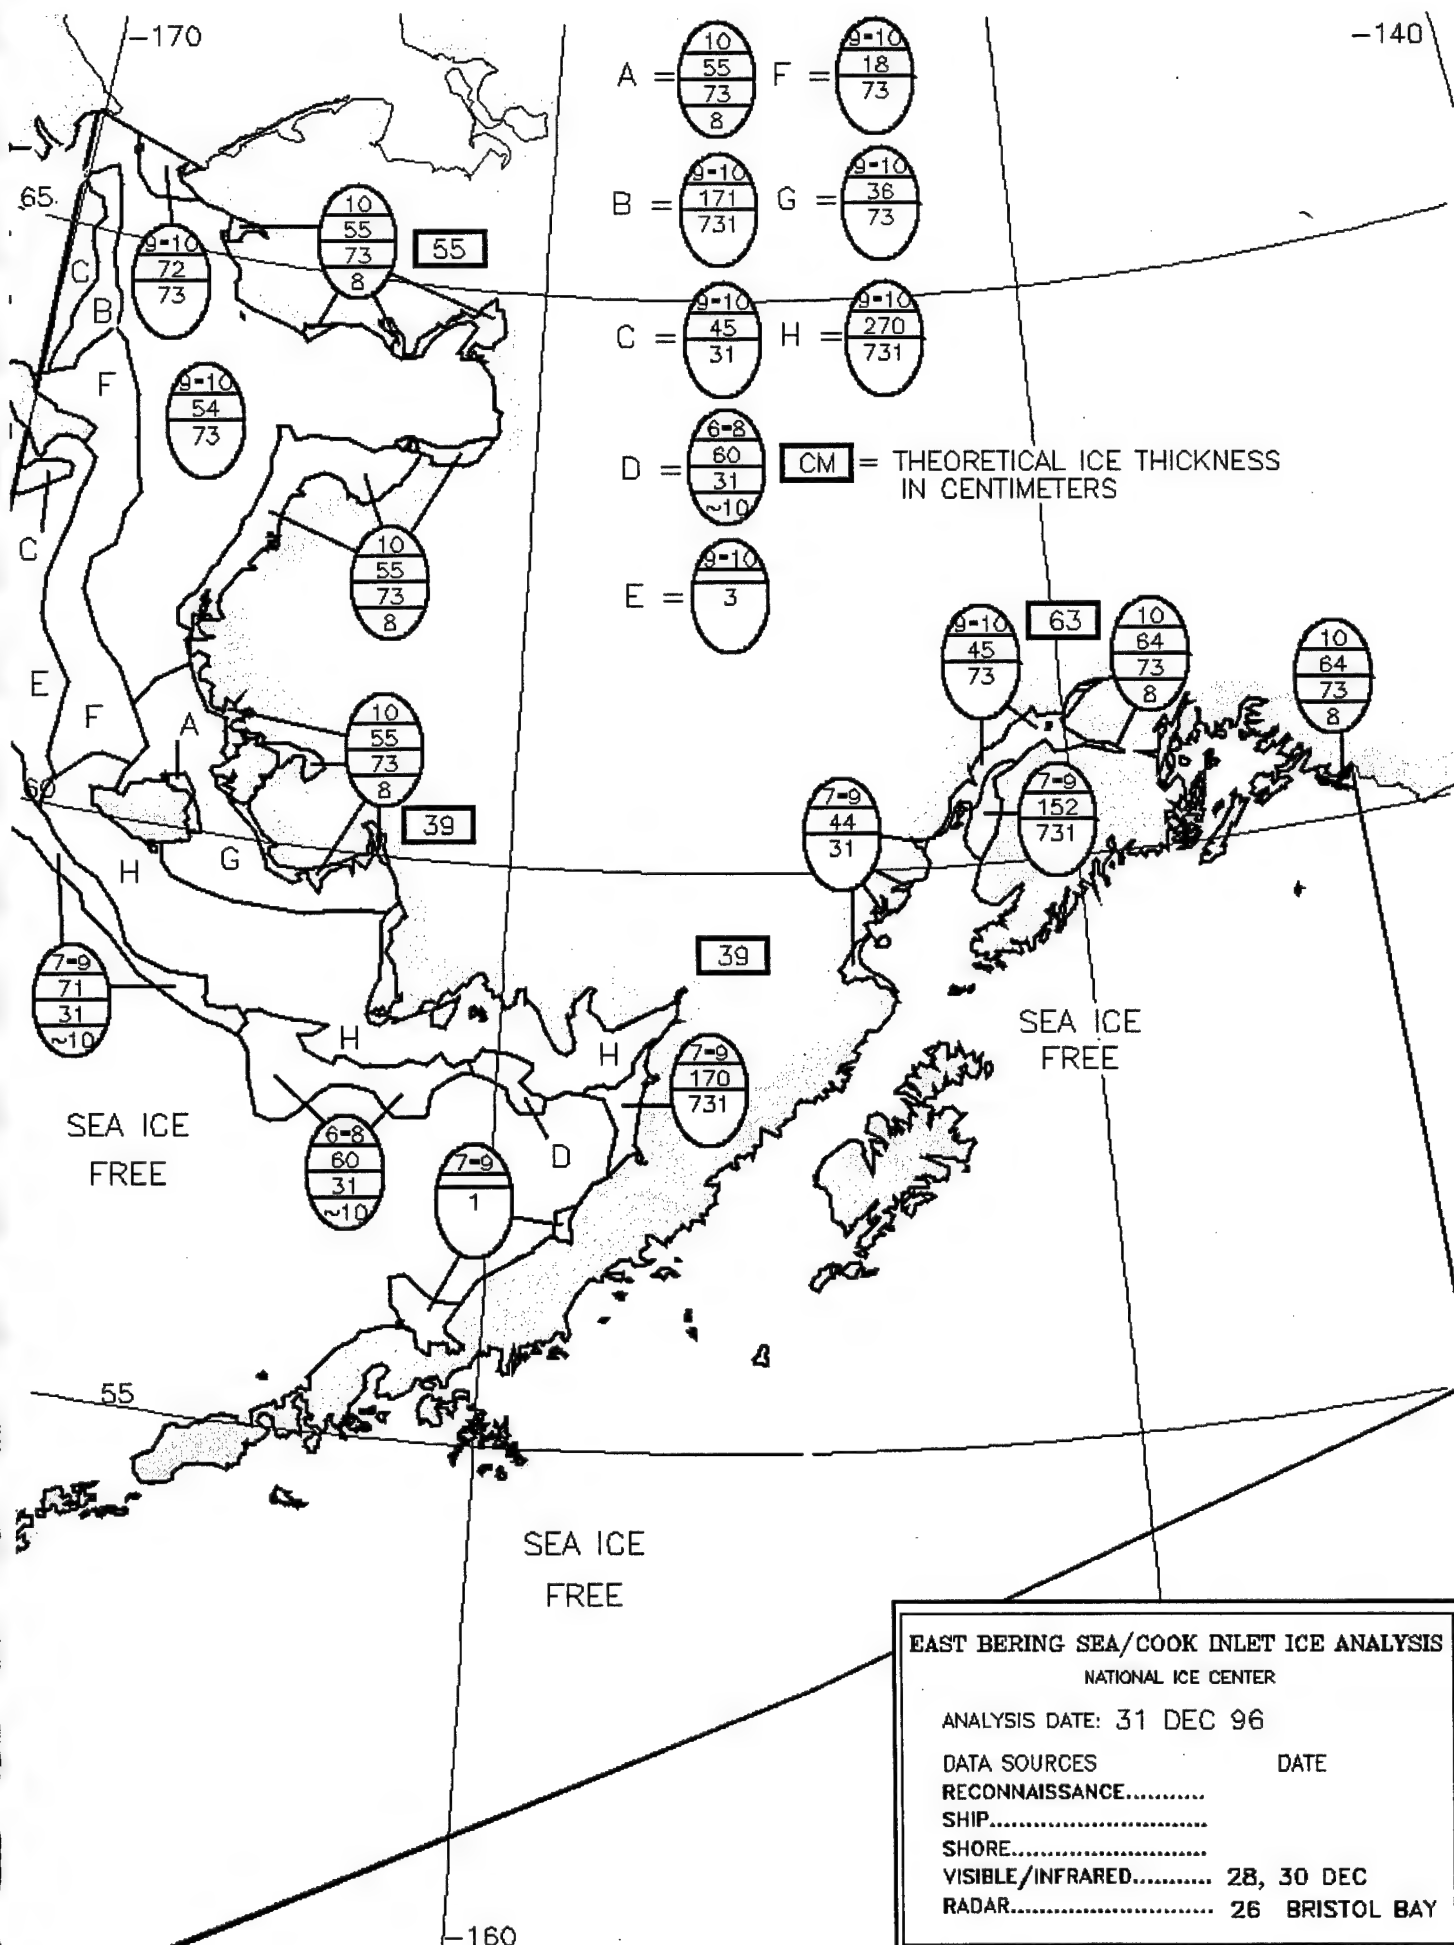 -170
-140
A =
10
55
73
8
F =
9-10
18
73
B =
9-10
171
731
G =
9-10
36
73
65
10
55
73
8
55
9-10
72
73
C
B
C =
9-10
45
31
H =
9-10
270
731
F
9-10
54
73
D =
6-8
60
31
~10
CM = THEORETICAL ICE THICKNESS
IN CENTIMETERS
C
10
55
73
8
E =
9-10
3
9-10
45
73
63
10
64
73
8
10
64
73
8
E
F
A
10
55
73
8
60
39
7-9
44
31
7-9
152
731
H
G
39
7-9
71
31
~10
SEA ICE
FREE
H
H
7-9
170
731
SEA ICE
FREE
6-8
60
31
~10
7-9
1
D
55
SEA ICE
FREE
EAST BERING SEA/COOK INLET ICE ANALYSIS
NATIONAL ICE CENTER
ANALYSIS DATE: 31 DEC 96
DATA SOURCES DATE
RECONNAISSANCE...........
SHIP..............................
SHORE...........................
VISIBLE/INFRARED........... 28, 30 DEC
RADAR............................ 26 BRISTOL BAY
-160